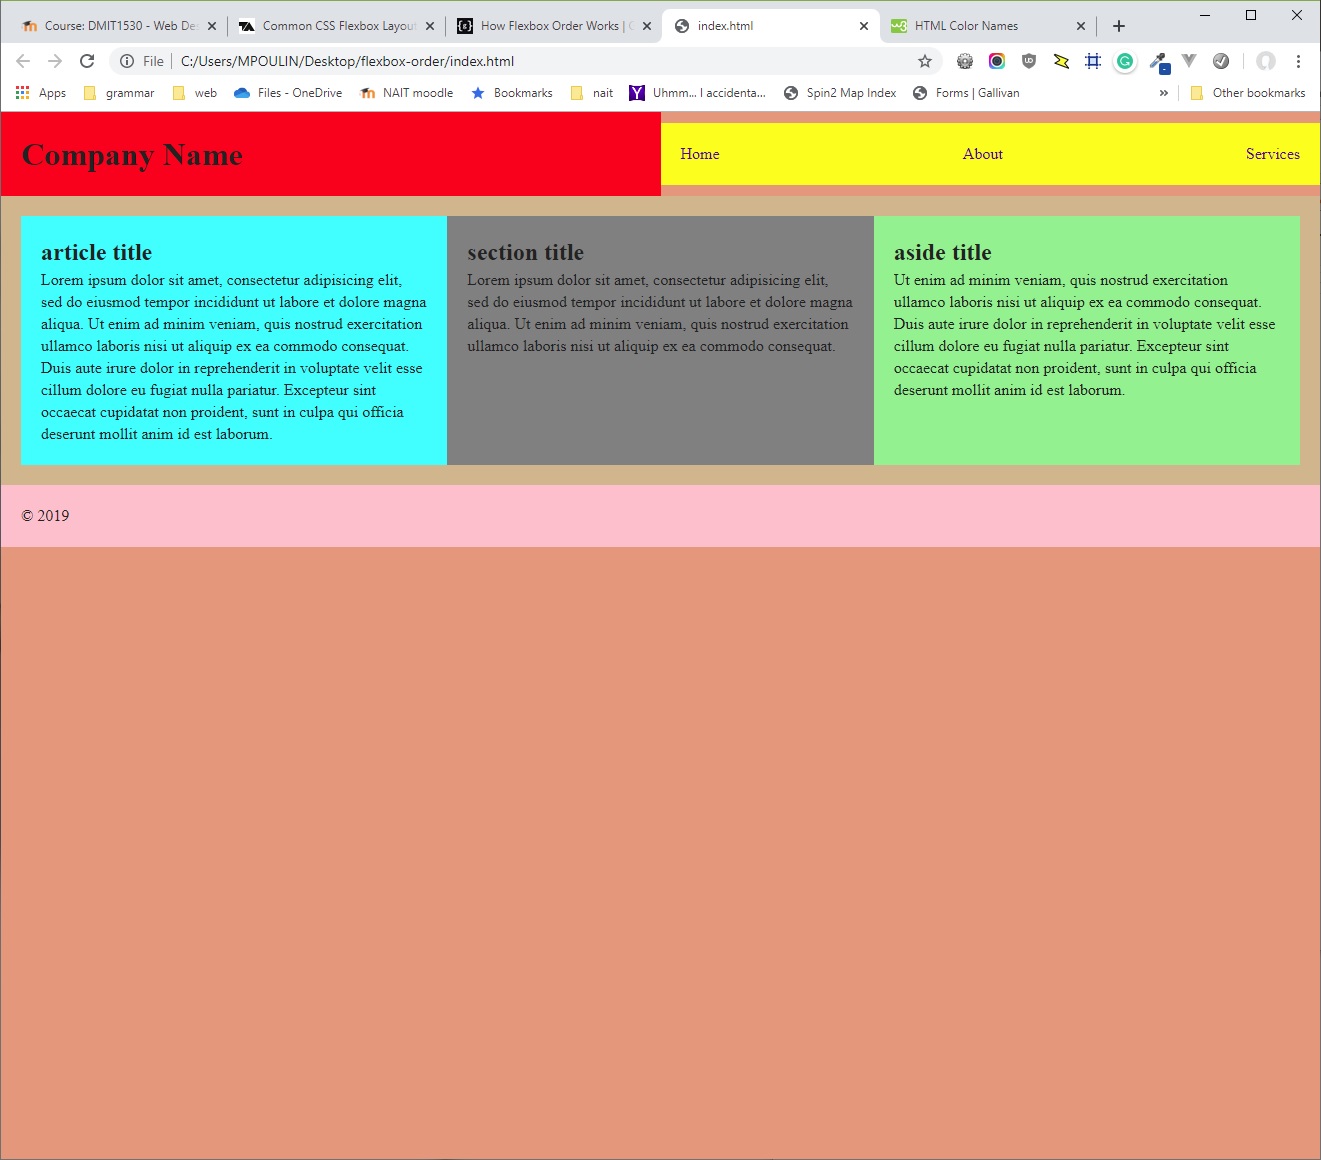 Course: DMIT1530 - Web De
Common CSS Flexbox Layout
How Flexbox Order Works |
index.html
HTML Color Names
File
C:/Users/MPOULIN/Desktop/flexbox-order/index.html
Apps
grammar
web
Files - OneDrive
NAIT moodle
Bookmarks
nait
Uhmm... I accidenta...
Spin2 Map Index
Forms | Gallivan
»
Other bookmarks
Company Name
Home
About
Services
article title
Lorem ipsum dolor sit amet, consectetur adipisicing elit,
sed do eiusmod tempor incididunt ut labore et dolore magna
aliqua. Ut enim ad minim veniam, quis nostrud exercitation
ullamco laboris nisi ut aliquip ex ea commodo consequat.
Duis aute irure dolor in reprehenderit in voluptate velit esse
cillum dolore eu fugiat nulla pariatur. Excepteur sint
occaecat cupidatat non proident, sunt in culpa qui officia
deserunt mollit anim id est laborum.
section title
Lorem ipsum dolor sit amet, consectetur adipisicing elit,
sed do eiusmod tempor incididunt ut labore et dolore magna
aliqua. Ut enim ad minim veniam, quis nostrud exercitation
ullamco laboris nisi ut aliquip ex ea commodo consequat.
aside title
Ut enim ad minim veniam, quis nostrud exercitation
ullamco laboris nisi ut aliquip ex ea commodo consequat.
Duis aute irure dolor in reprehenderit in voluptate velit esse
cillum dolore eu fugiat nulla pariatur. Excepteur sint
occaecat cupidatat non proident, sunt in culpa qui officia
deserunt mollit anim id est laborum.
© 2019